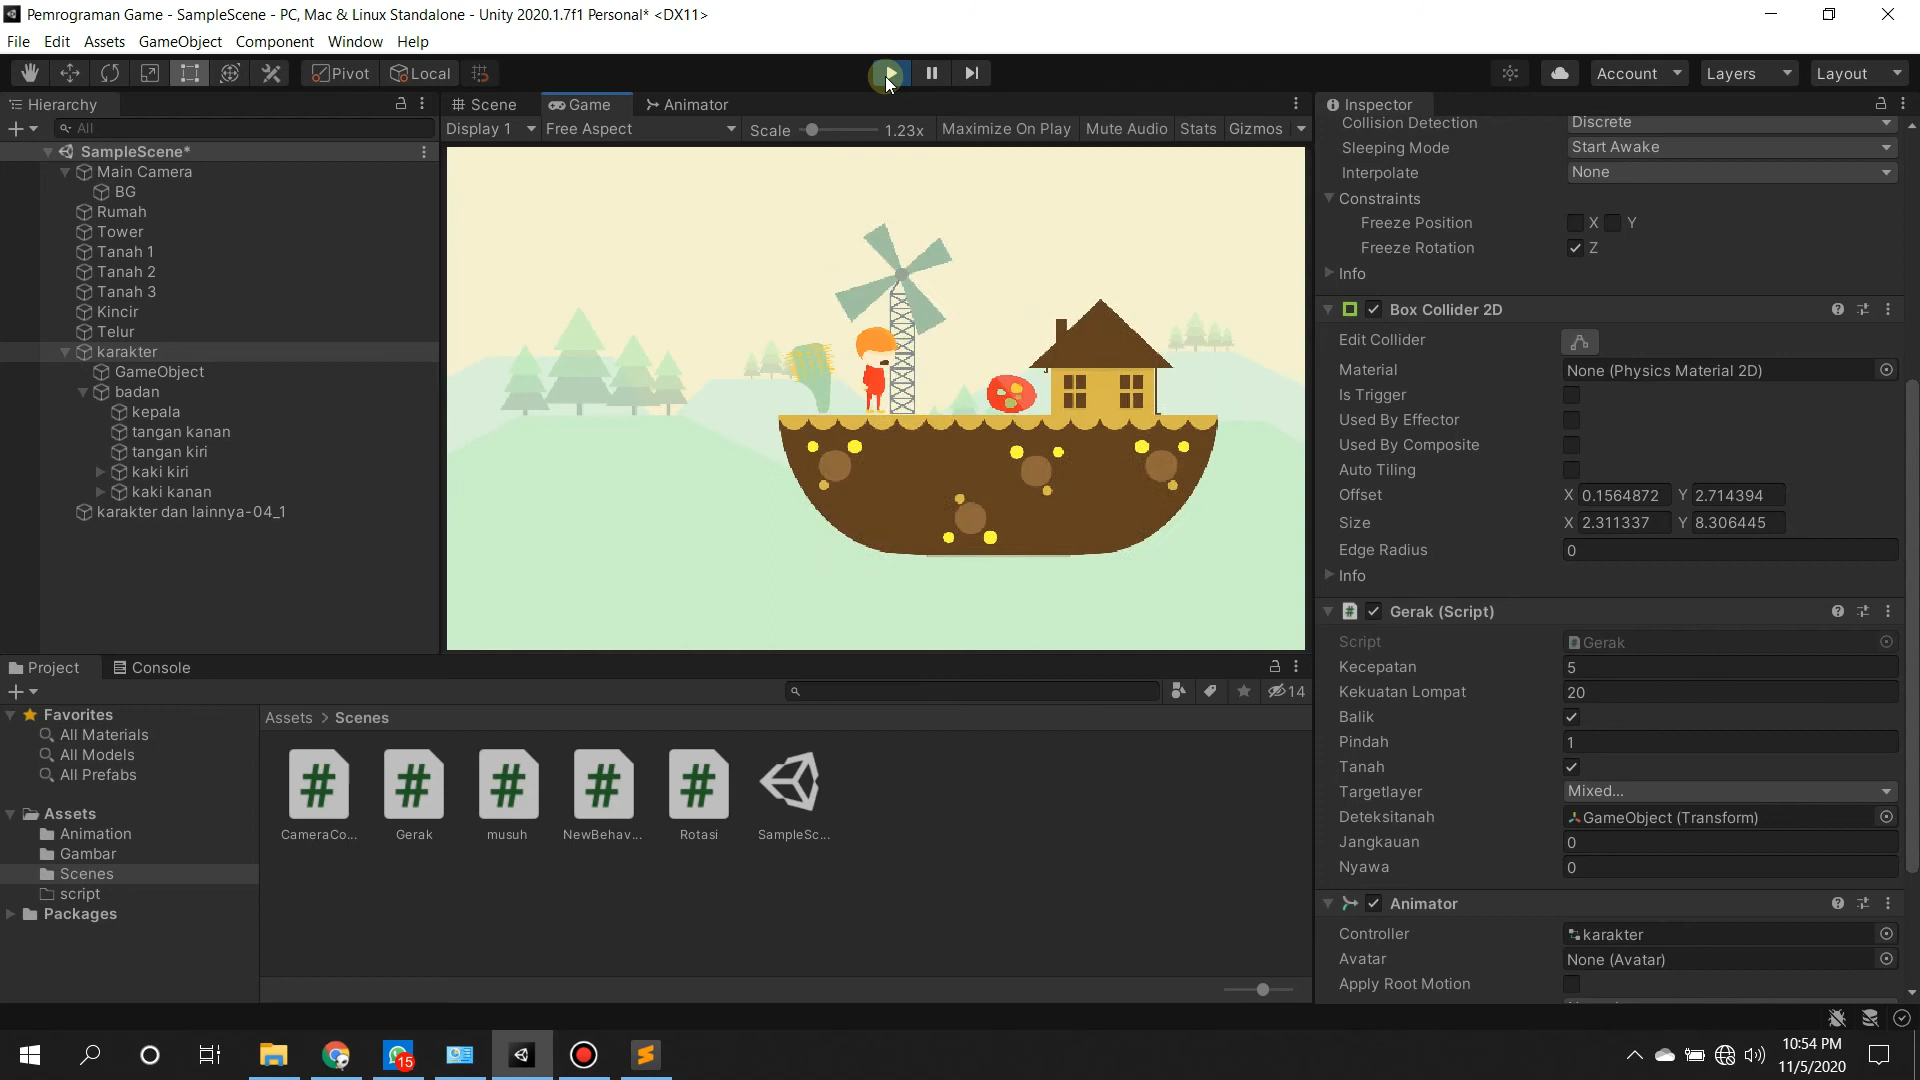 Pemrograman Game - SampleScene - PC, Mac & Linux Standalone - Unity 2020.1.7f1 Personal* <DX11>
File Edit Assets GameObject Component Window Help
Pivot Local Account Layers Layout
Hierarchy
All
SampleScene*
Main Camera
BG
Rumah
Tower
Tanah 1
Tanah 2
Tanah 3
Kincir
Telur
karakter
GameObject
badan
kepala
tangan kanan
tangan kiri
kaki kiri
kaki kanan
karakter dan lainnya-04_1
Scene Game Animator
Display 1 Free Aspect Scale 1.23x Maximize On Play Mute Audio Stats Gizmos
Inspector
Collision Detection Discrete
Sleeping Mode Start Awake
Interpolate None
Constraints
Freeze Position X Y
Freeze Rotation Z
Info
Box Collider 2D
Edit Collider
Material None (Physics Material 2D)
Is Trigger
Used By Effector
Used By Composite
Auto Tiling
Offset X 0.1564872 Y 2.714394
Size X 2.311337 Y 8.306445
Edge Radius 0
Info
# Gerak (Script)
Script Gerak
Kecepatan 5
Kekuatan Lompat 20
Balik
Pindah 1
Tanah
Targetlayer Mixed...
Deteksitanah GameObject (Transform)
Jangkauan 0
Nyawa 0
Animator
Controller karakter
Avatar None (Avatar)
Apply Root Motion
Project Console
14
Favorites
All Materials
All Models
All Prefabs
Assets
Animation
Gambar
Scenes
script
Packages
Assets > Scenes
# # # # #
CameraCo... Gerak musuh NewBehav... Rotasi SampleSc...
15
10:54 PM
11/5/2020